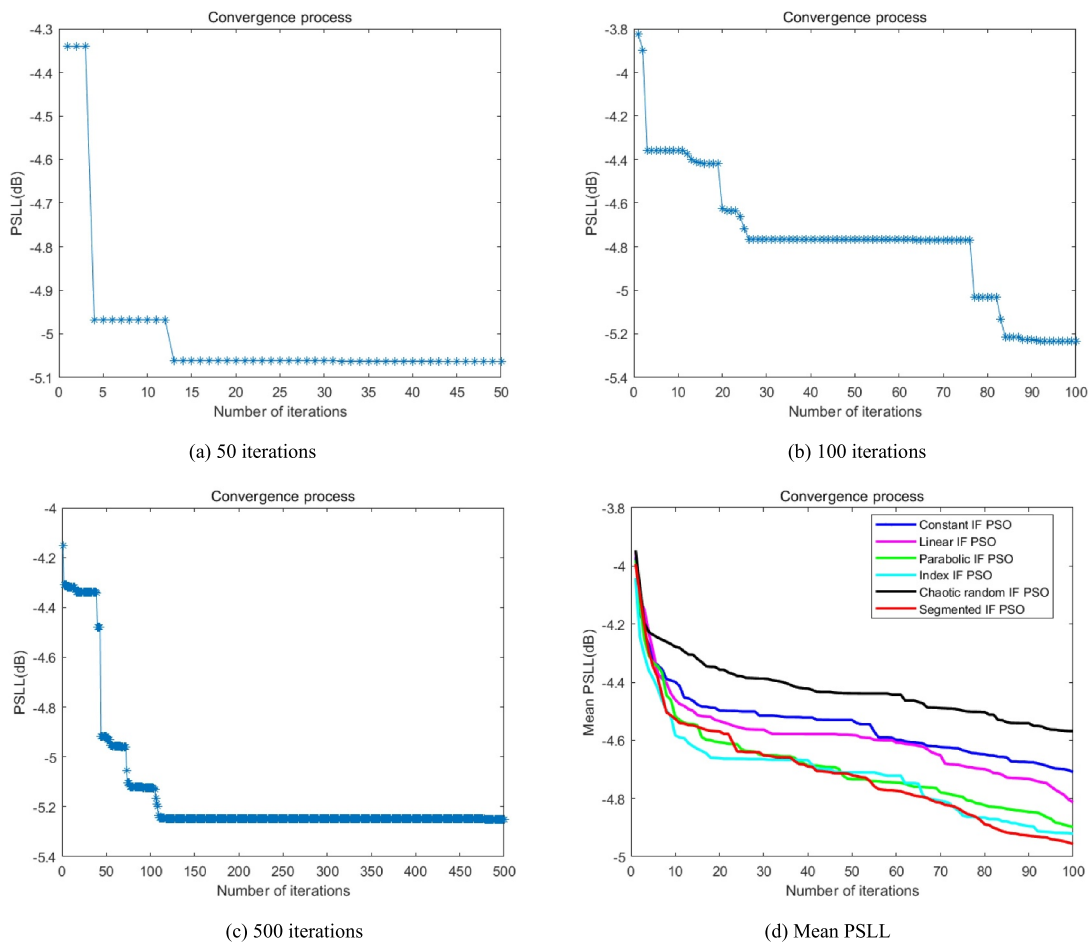 Convergence process
-4.3
-4.4
-4.5
-4.6
-4.7
-4.8
-4.9
-5
-5.1
PSLL(dB)
0 5 10 15 20 25 30 35 40 45 50
Number of iterations
(a) 50 iterations
Convergence process
-3.8
-4
-4.2
-4.4
-4.6
-4.8
-5
-5.2
-5.4
PSLL(dB)
0 10 20 30 40 50 60 70 80 90 100
Number of iterations
(b) 100 iterations
Convergence process
-4
-4.2
-4.4
-4.6
-4.8
-5
-5.2
-5.4
PSLL(dB)
0 50 100 150 200 250 300 350 400 450 500
Number of iterations
(c) 500 iterations
Convergence process
-3.8
-4
-4.2
-4.4
-4.6
-4.8
-5
Mean PSLL(dB)
Constant IF PSO
Linear IF PSO
Parabolic IF PSO
Index IF PSO
Chaotic random IF PSO
Segmented IF PSO
0 10 20 30 40 50 60 70 80 90 100
Number of iterations
(d) Mean PSLL